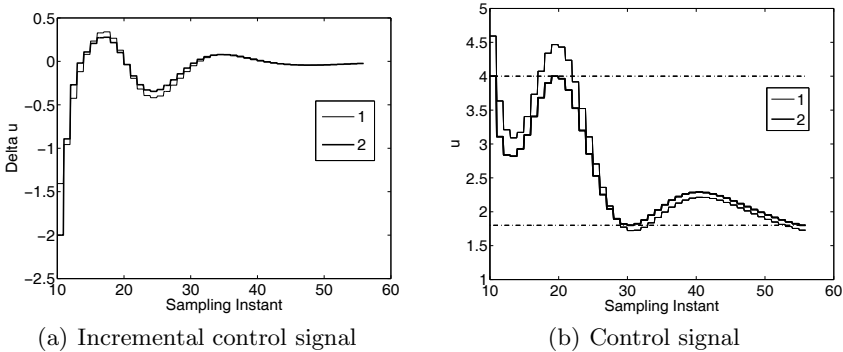 0.5
0
−0.5
−1
−1.5
−2
−2.5
Delta u
10 20 30 40 50 60
Sampling Instant
1
2
(a) Incremental control signal
5
4.5
4
3.5
3
2.5
2
1.5
1
u
10 20 30 40 50 60
Sampling Instant
1
2
(b) Control signal